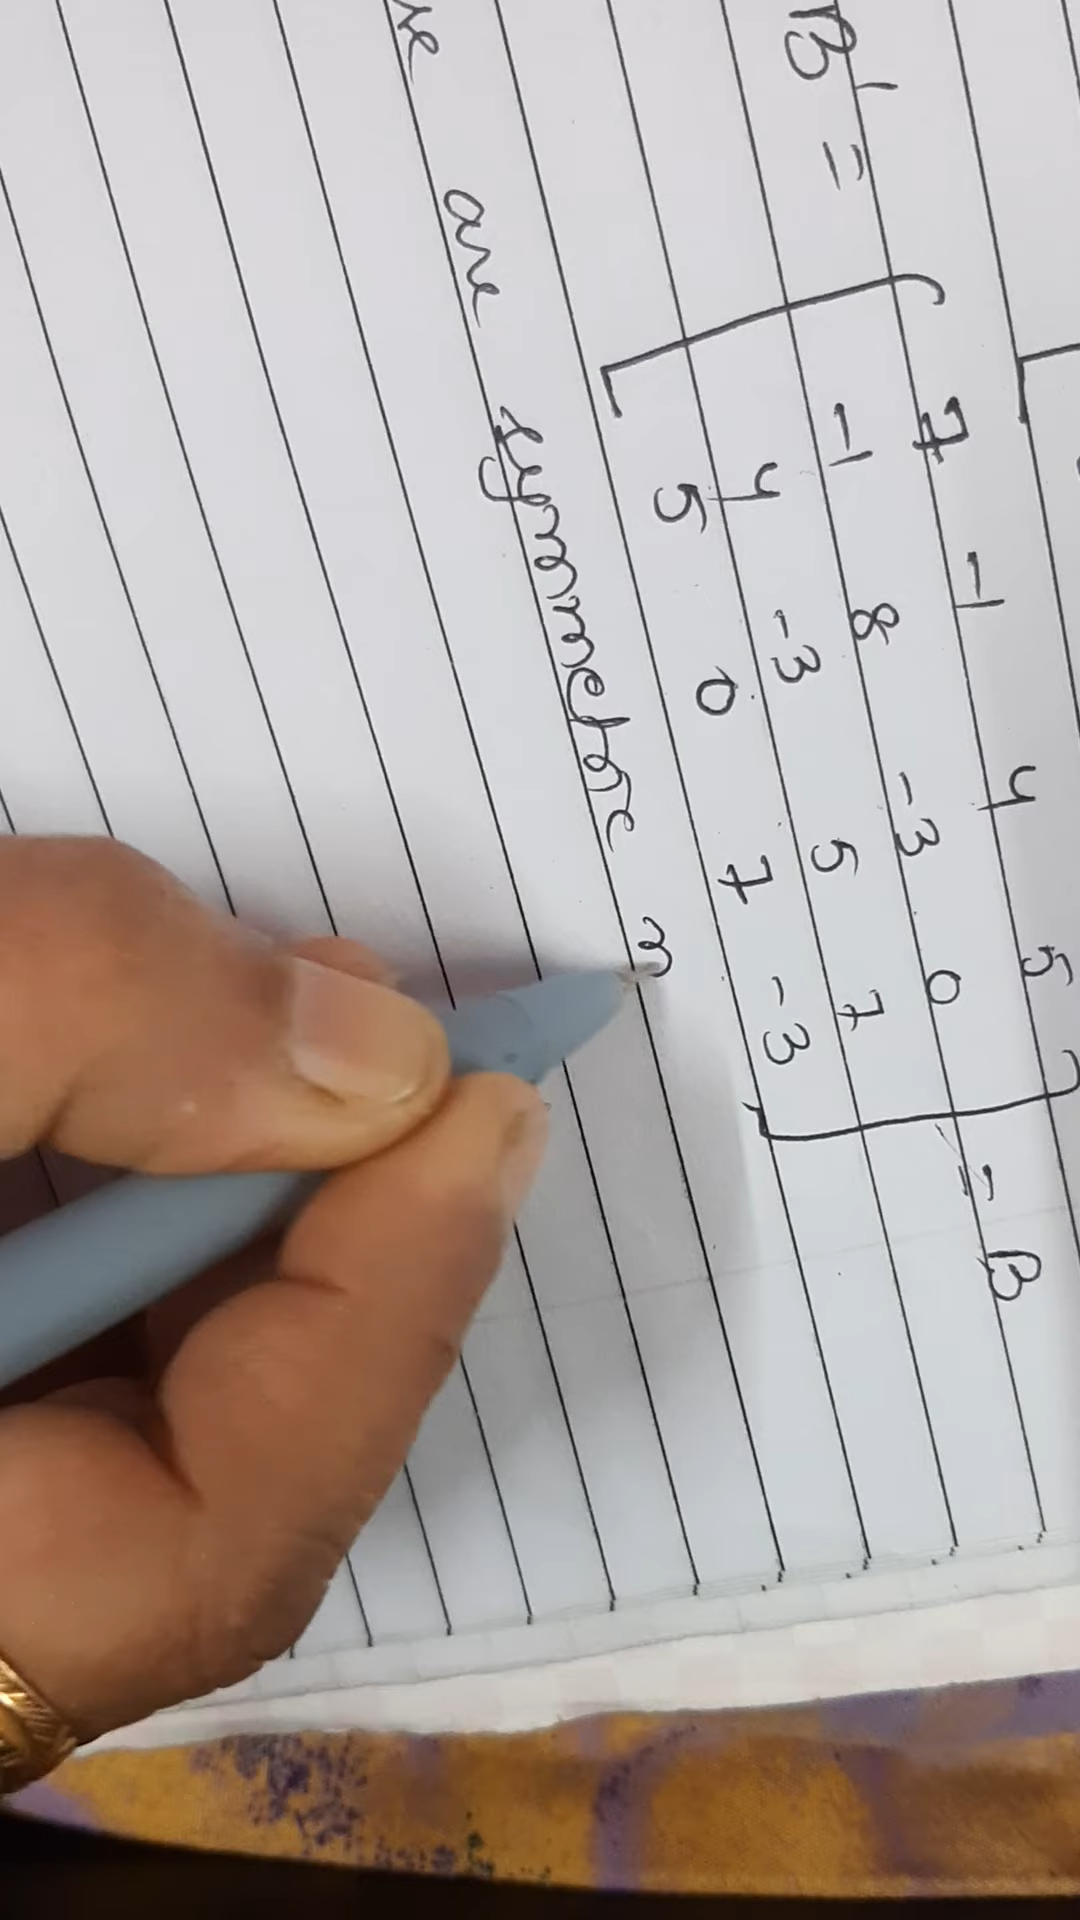 7 -1 4 5
B' = -1 8 -3 0 = B
4 -3 5 7
5 0 7 -3
are symmetric m